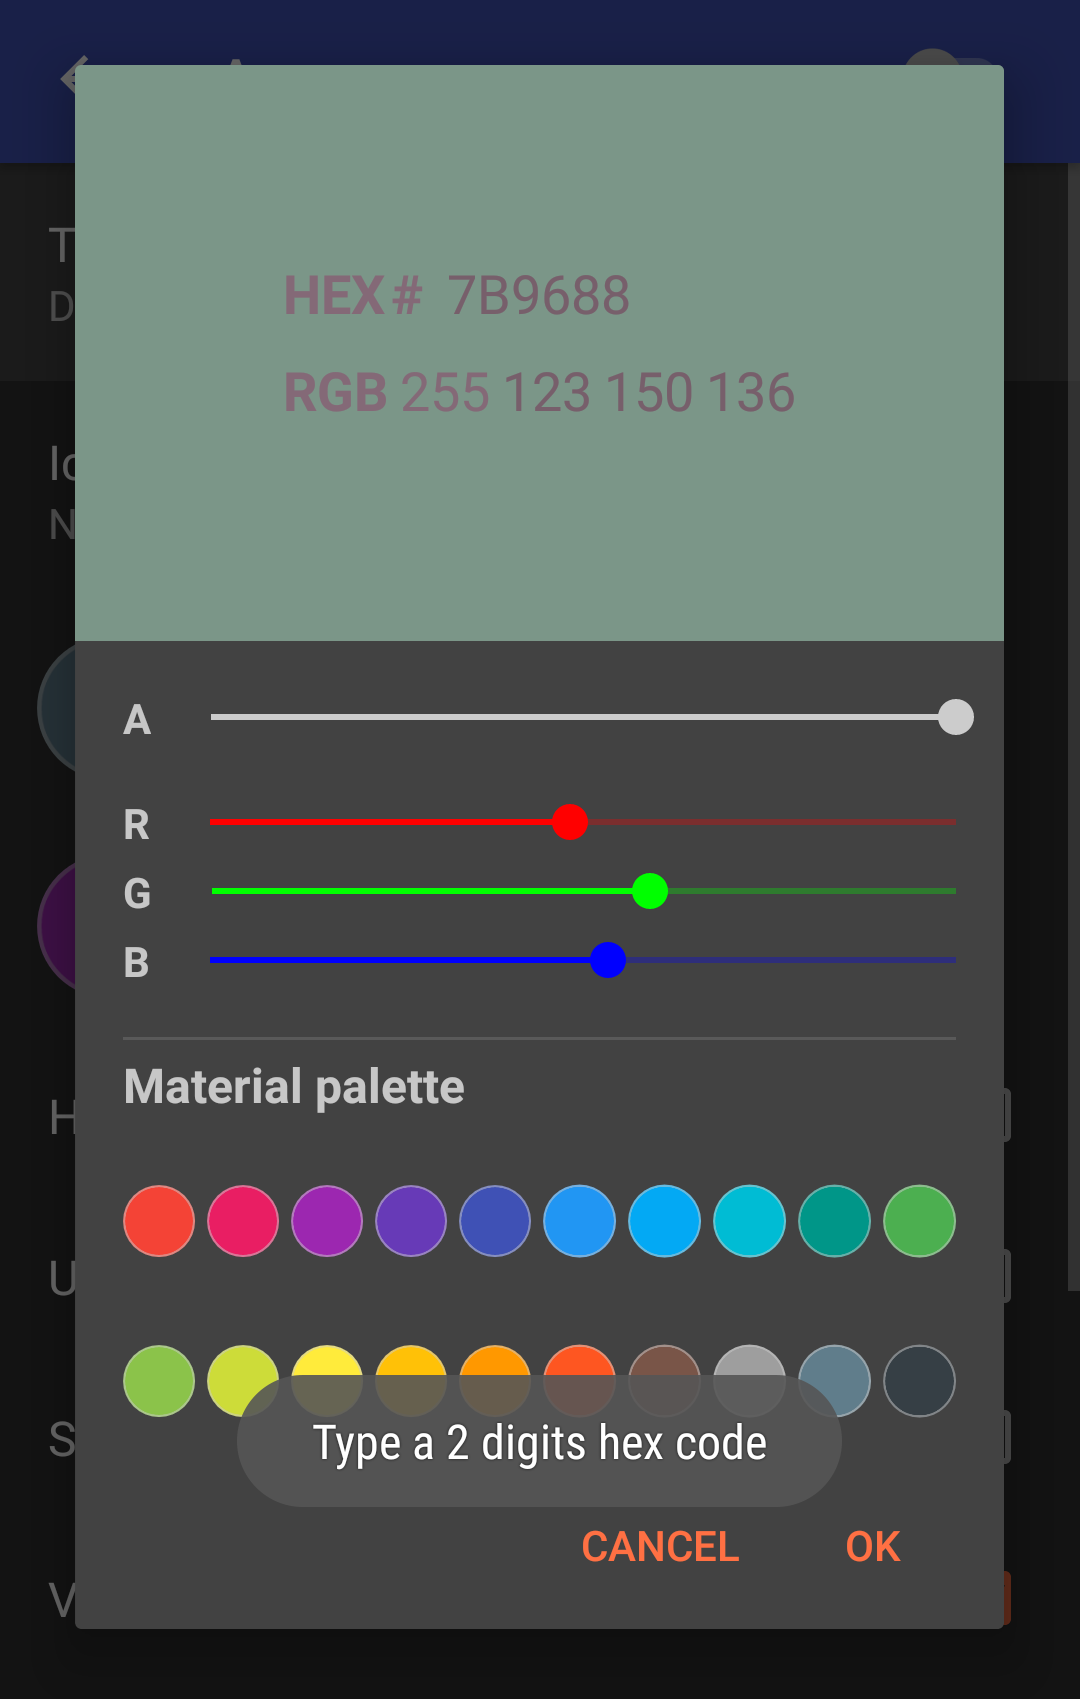 HEX # 7B9688
RGB 255 123 150 136
A
R
G
B
Material palette
Type a 2 digits hex code
CANCEL OK